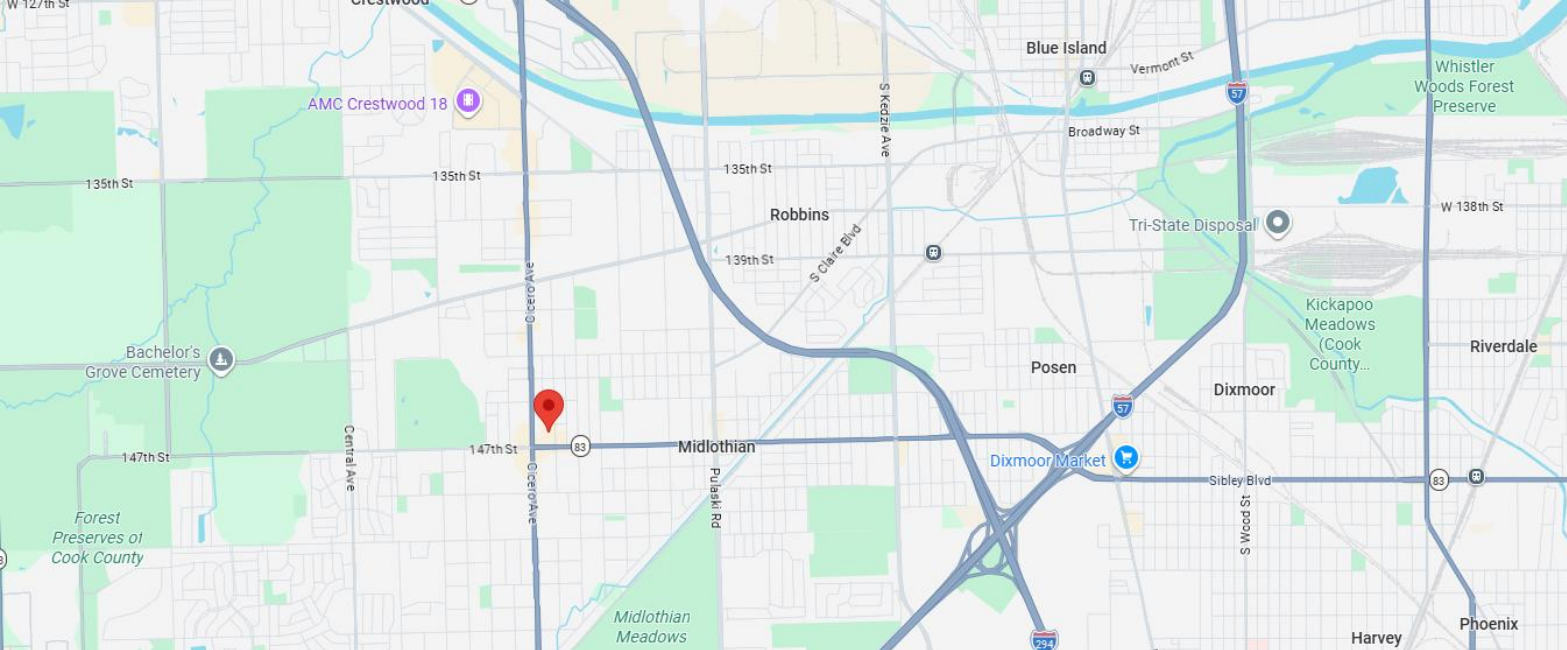 W 127th St
Crestwood
Blue Island
Vermont St
Whistler
Woods Forest
Preserve
57
AMC Crestwood 18
S Kedzie Ave
Broadway St
135th St
135th St
135th St
Robbins
W 138th St
Tri-State Disposal
S Claire Blvd
139th St
Cicero Ave
Kickapoo
Meadows
(Cook
County...
Bachelor's
Grove Cemetery
Posen
Riverdale
Dixmoor
57
147th St
83
Midlothian
147th St
Central Ave
Cicero Ave
Pulaski Rd
Dixmoor Market
Sibley Blvd
83
S Wood St
Forest
Preserves of
Cook County
Midlothian
Meadows
294
Harvey
Phoenix